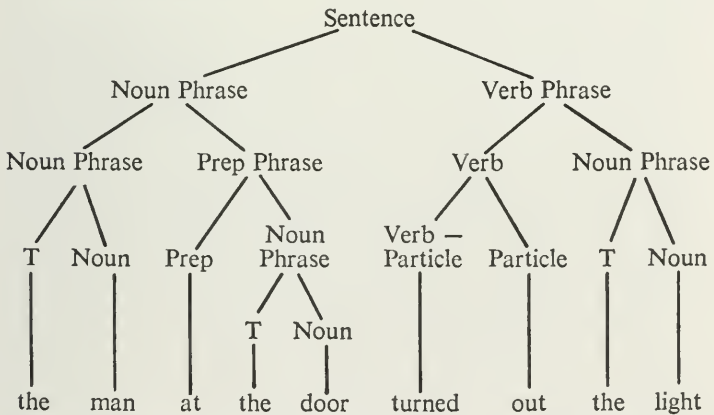 Sentence
Noun Phrase Verb Phrase
Noun Phrase Prep Phrase Verb Noun Phrase
Noun Verb —
T Noun Prep Phrase Particle Particle T Noun
T Noun
the man at the door turned out the light